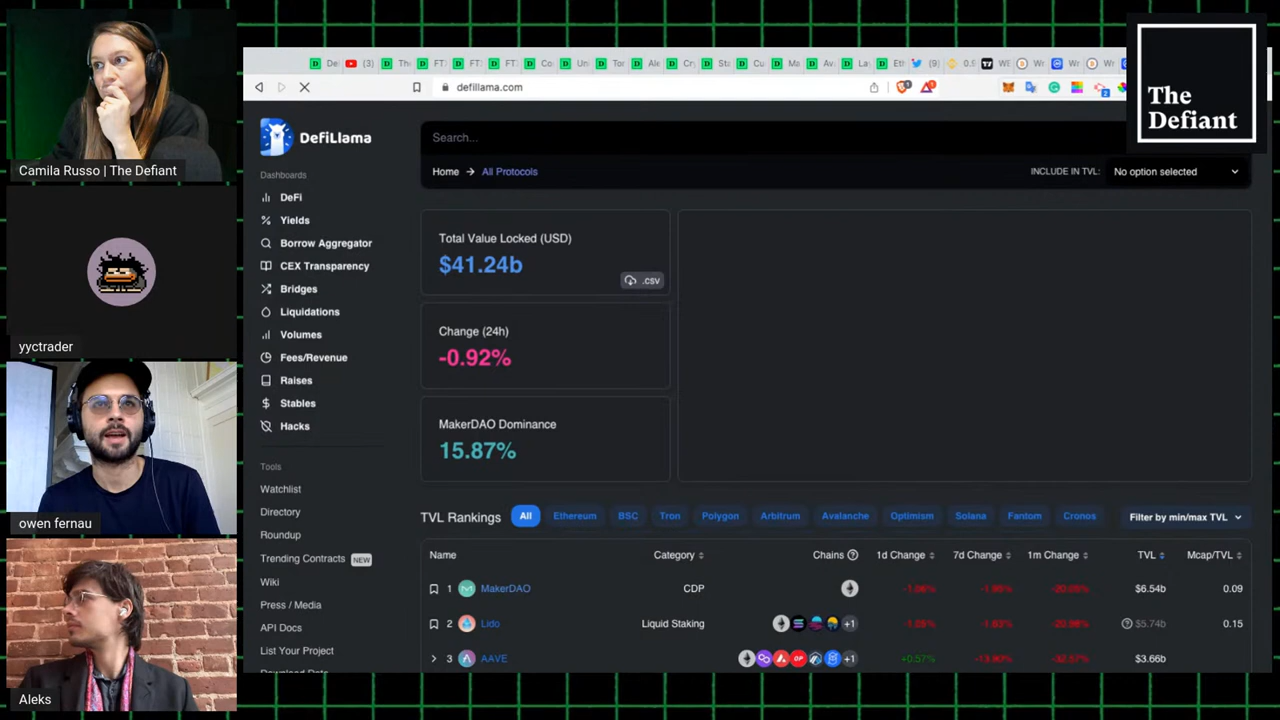 Camila Russo | The Defiant
yyctrader
owen fernau
Aleks
The
Defiant
(3)
(9)
defillama.com
DefiLlama
Dashboards
DeFi
Yields
Borrow Aggregator
CEX Transparency
Bridges
Liquidations
Volumes
Fees/Revenue
Raises
Stables
Hacks
Tools
Watchlist
Directory
Roundup
Trending Contracts NEW
Wiki
Press / Media
API Docs
List Your Project
Search...
Home → All Protocols
INCLUDE IN TVL: No option selected
Total Value Locked (USD)
$41.24b
.csv
Change (24h)
-0.92%
MakerDAO Dominance
15.87%
TVL Rankings All Ethereum BSC Tron Polygon Arbitrum Avalanche Optimism Solana Fantom Cronos Filter by min/max TVL
Name Category Chains 1d Change 7d Change 1m Change TVL Mcap/TVL
1 MakerDAO CDP $6.54b 0.09
2 Lido Liquid Staking +1 $5.74b 0.15
3 AAVE +1 +0.57% $3.66b